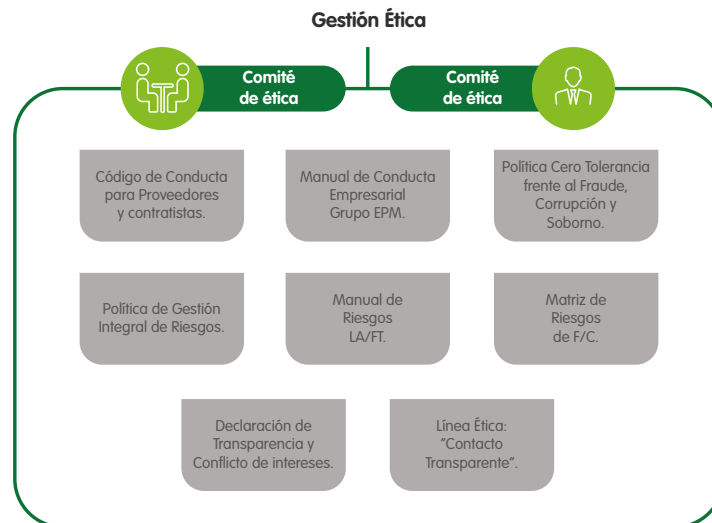 Gestión Ética
Comité
de ética
Comité
de ética
Código de Conducta
para Proveedores
y contratistas.
Manual de Conducta
Empresarial
Grupo EPM.
Política Cero Tolerancia
frente al Fraude,
Corrupción y
Soborno.
Política de Gestión
Integral de Riesgos.
Manual de
Riesgos
LA/FT.
Matriz de
Riesgos
de F/C.
Declaración de
Transparencia y
Conflicto de intereses.
Línea Ética:
"Contacto
Transparente".